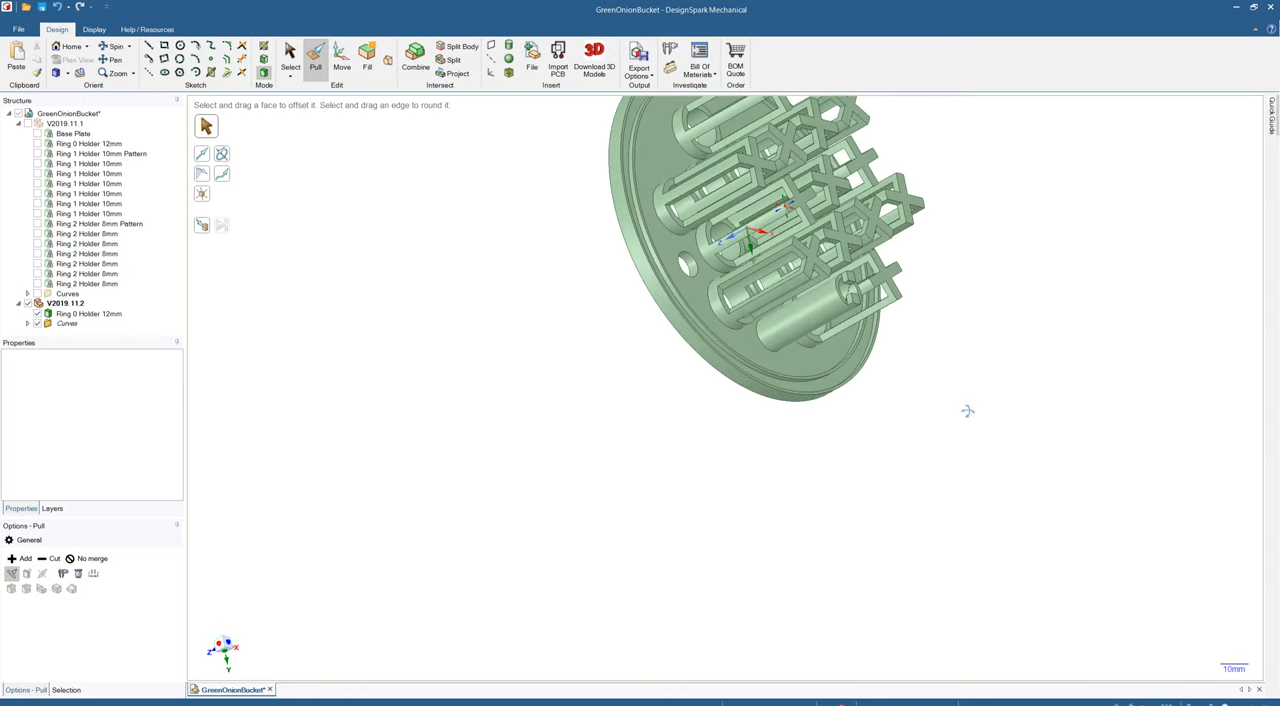 GreenOnionBucket - DesignSpark Mechanical
File Design Display Help / Resources
Paste
Clipboard
Home Spin
Plan View Pan
Zoom
Orient
Sketch
Mode
Select Pull Move Fill
Edit
Combine
Split Body
Split
Project
Intersect
File Import PCB
Insert
3D
Download 3D Models
Export Options
Output
Bill Of Materials
Investigate
BOM Quote
Order
Structure
GreenOnionBucket*
V2019.11.1
Base Plate
Ring 0 Holder 12mm
Ring 1 Holder 10mm Pattern
Ring 1 Holder 10mm
Ring 1 Holder 10mm
Ring 1 Holder 10mm
Ring 1 Holder 10mm
Ring 1 Holder 10mm
Ring 1 Holder 10mm
Ring 2 Holder 8mm Pattern
Ring 2 Holder 8mm
Ring 2 Holder 8mm
Ring 2 Holder 8mm
Ring 2 Holder 8mm
Ring 2 Holder 8mm
Ring 2 Holder 8mm
Curves
V2019.11.2
Ring 0 Holder 12mm
Curves
Properties
Properties Layers
Options - Pull
General
Add Cut No merge
Options - Pull Selection
Select and drag a face to offset it. Select and drag an edge to round it.
Z
X
Z
Y
10mm
GreenOnionBucket*
Quick Guide